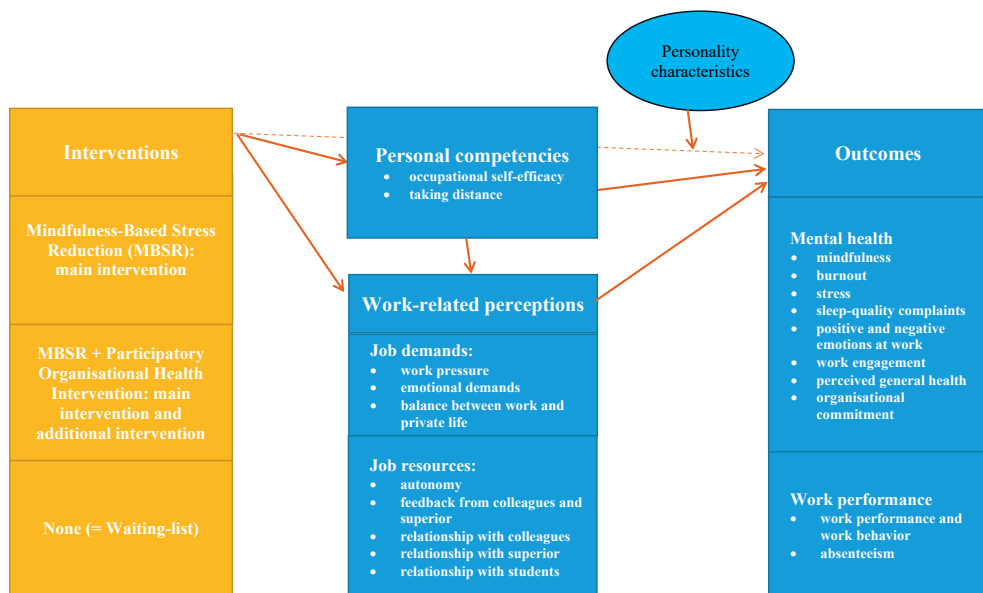 Personality
characteristics
Interventions
Mindfulness-Based Stress
Reduction (MBSR):
main intervention
MBSR + Participatory
Organisational Health
Intervention: main
intervention and
additional intervention
None (= Waiting-list)
Personal competencies
• occupational self-efficacy
• taking distance
Work-related perceptions
Job demands:
• work pressure
• emotional demands
• balance between work and
private life
Job resources:
• autonomy
• feedback from colleagues and
superior
• relationship with colleagues
• relationship with superior
• relationship with students
Outcomes
Mental health
• mindfulness
• burnout
• stress
• sleep-quality complaints
• positive and negative
emotions at work
• work engagement
• perceived general health
• organisational
commitment
Work performance
• work performance and
work behavior
• absenteeism